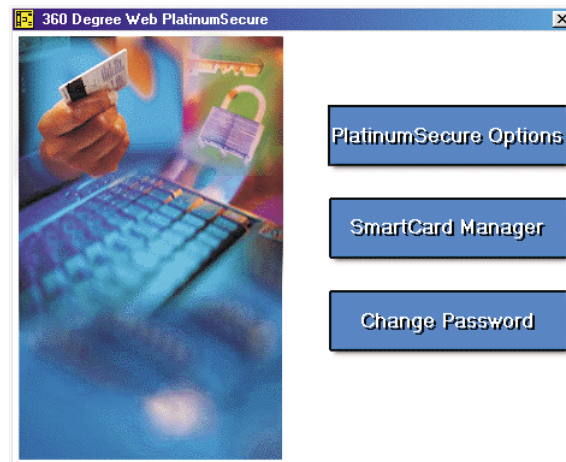 360 Degree Web PlatinumSecure
PlatinumSecure Options
SmartCard Manager
Change Password